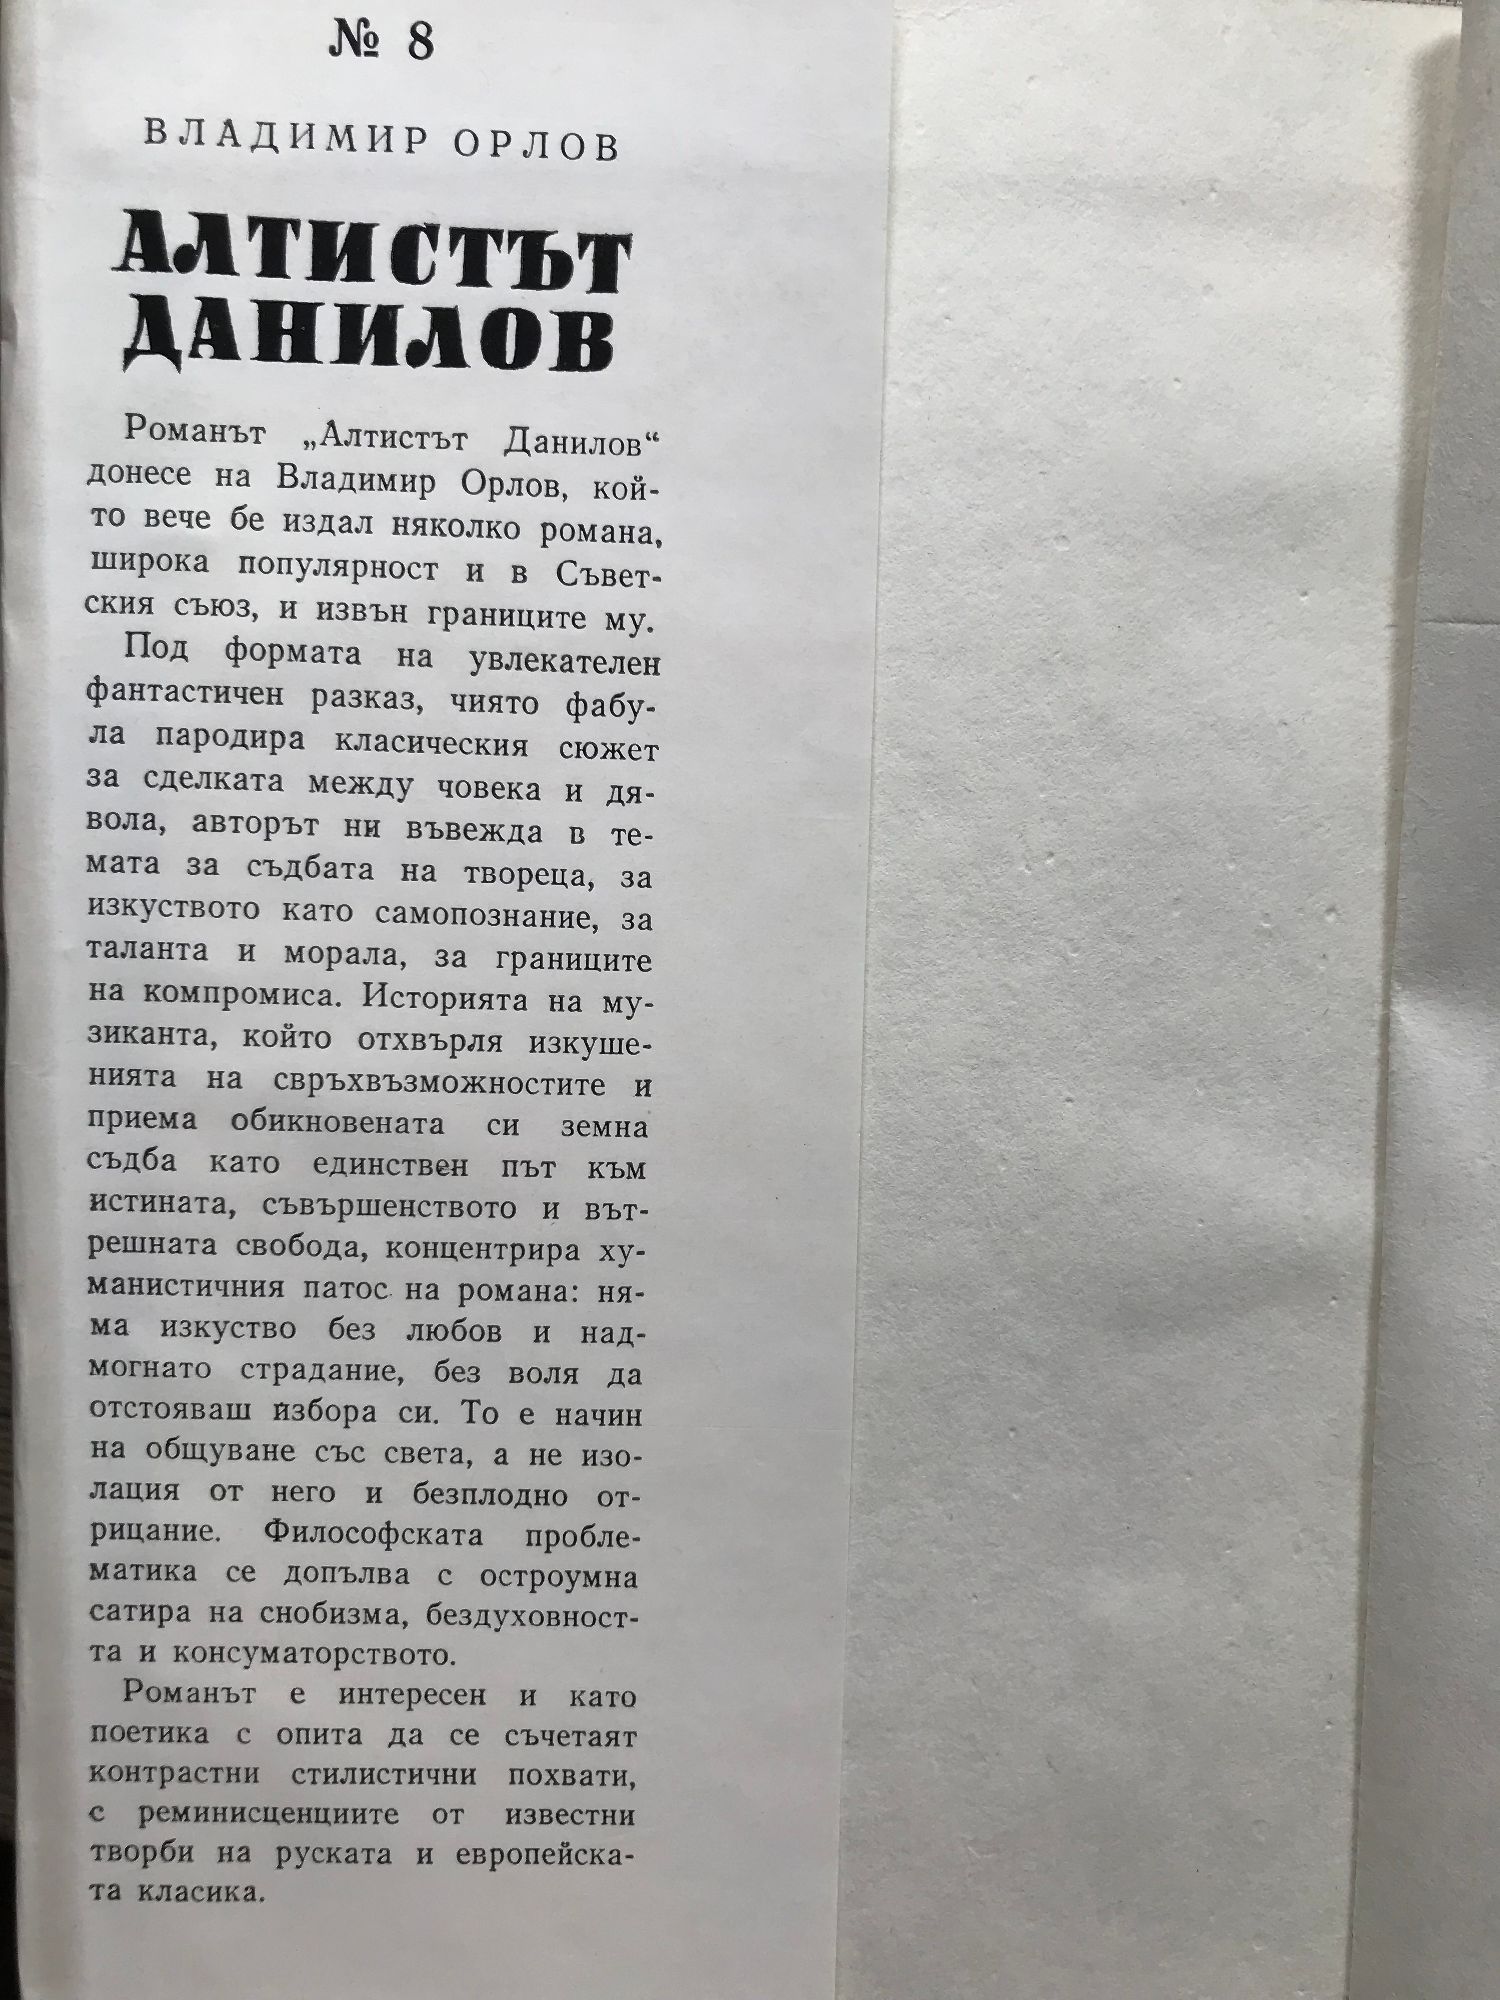 № 8
ВЛАДИМИР ОРЛОВ
АЛТИСТЪТ
ДАНИЛОВ
Романът „Алтистът Данилов“
донесе на Владимир Орлов, кой-
то вече бе издал няколко романа,
широка популярност и в Съвет-
ския съюз, и извън границите му.
Под формата на увлекателен
фантастичен разказ, чиято фабу-
ла пародира класическия сюжет
за сделката между човека и дя-
вола, авторът ни въвежда в те-
мата за съдбата на твореца, за
изкуството като самопознание, за
таланта и морала, за границите
на компромиса. Историята на му-
зиканта, който отхвърля изкуше-
нията на свръхвъзможностите и
приема обикновената си земна
съдба като единствен път към
истината, съвършенството и вът-
решната свобода, концентрира ху-
манистичния патос на романа: ня-
ма изкуство без любов и над-
могнато страдание, без воля да
отстояваш избора си. То е начин
на общуване със света, а не изо-
лация от него и безплодно от-
рицание. Философската пробле-
матика се допълва с остроумна
сатира на снобизма, бездуховност-
та и консуматорството.
Романът е интересен и като
поетика с опита да се съчетаят
контрастни стилистични похвати,
с реминисценциите от известни
творби на руската и европейска-
та класика.